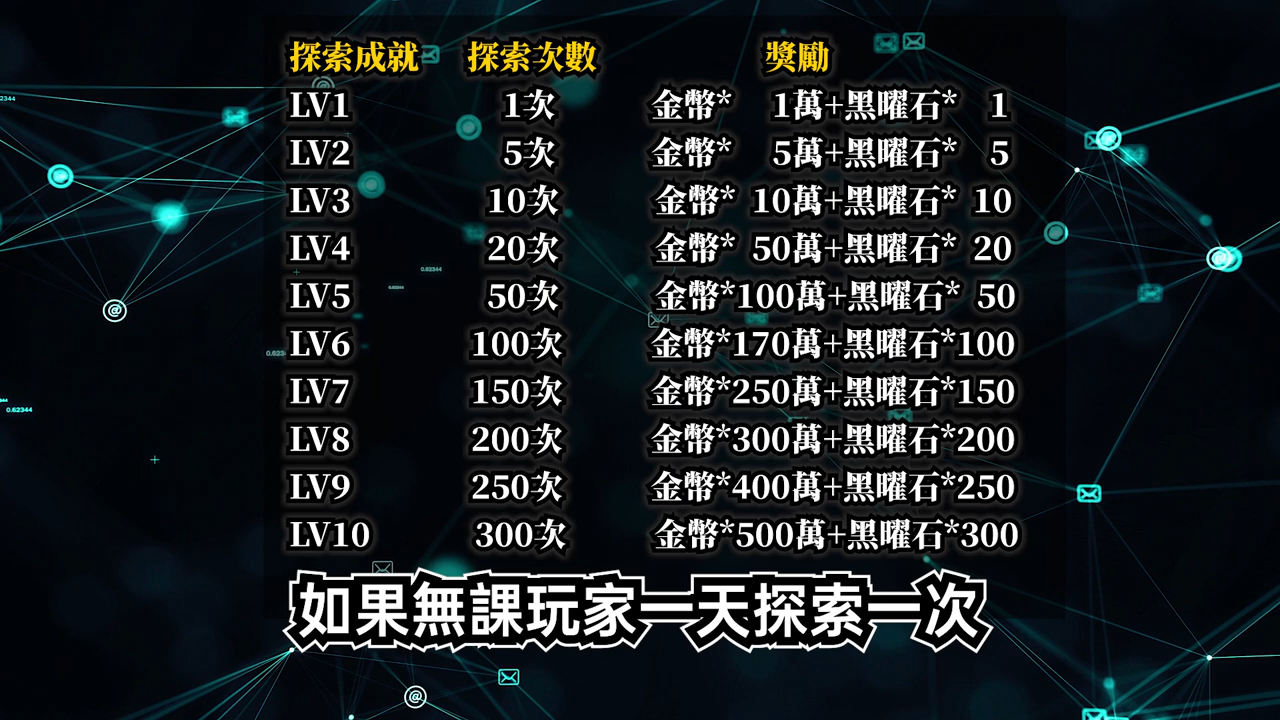 探索成就 探索次數 獎勵
LV1 1次 金幣* 1萬+黑曜石* 1
LV2 5次 金幣* 5萬+黑曜石* 5
LV3 10次 金幣* 10萬+黑曜石* 10
LV4 20次 金幣* 50萬+黑曜石* 20
LV5 50次 金幣*100萬+黑曜石* 50
LV6 100次 金幣*170萬+黑曜石*100
LV7 150次 金幣*250萬+黑曜石*150
LV8 200次 金幣*300萬+黑曜石*200
LV9 250次 金幣*400萬+黑曜石*250
LV10 300次 金幣*500萬+黑曜石*300
如果無課玩家一天探索一次
0.62344
0.62344